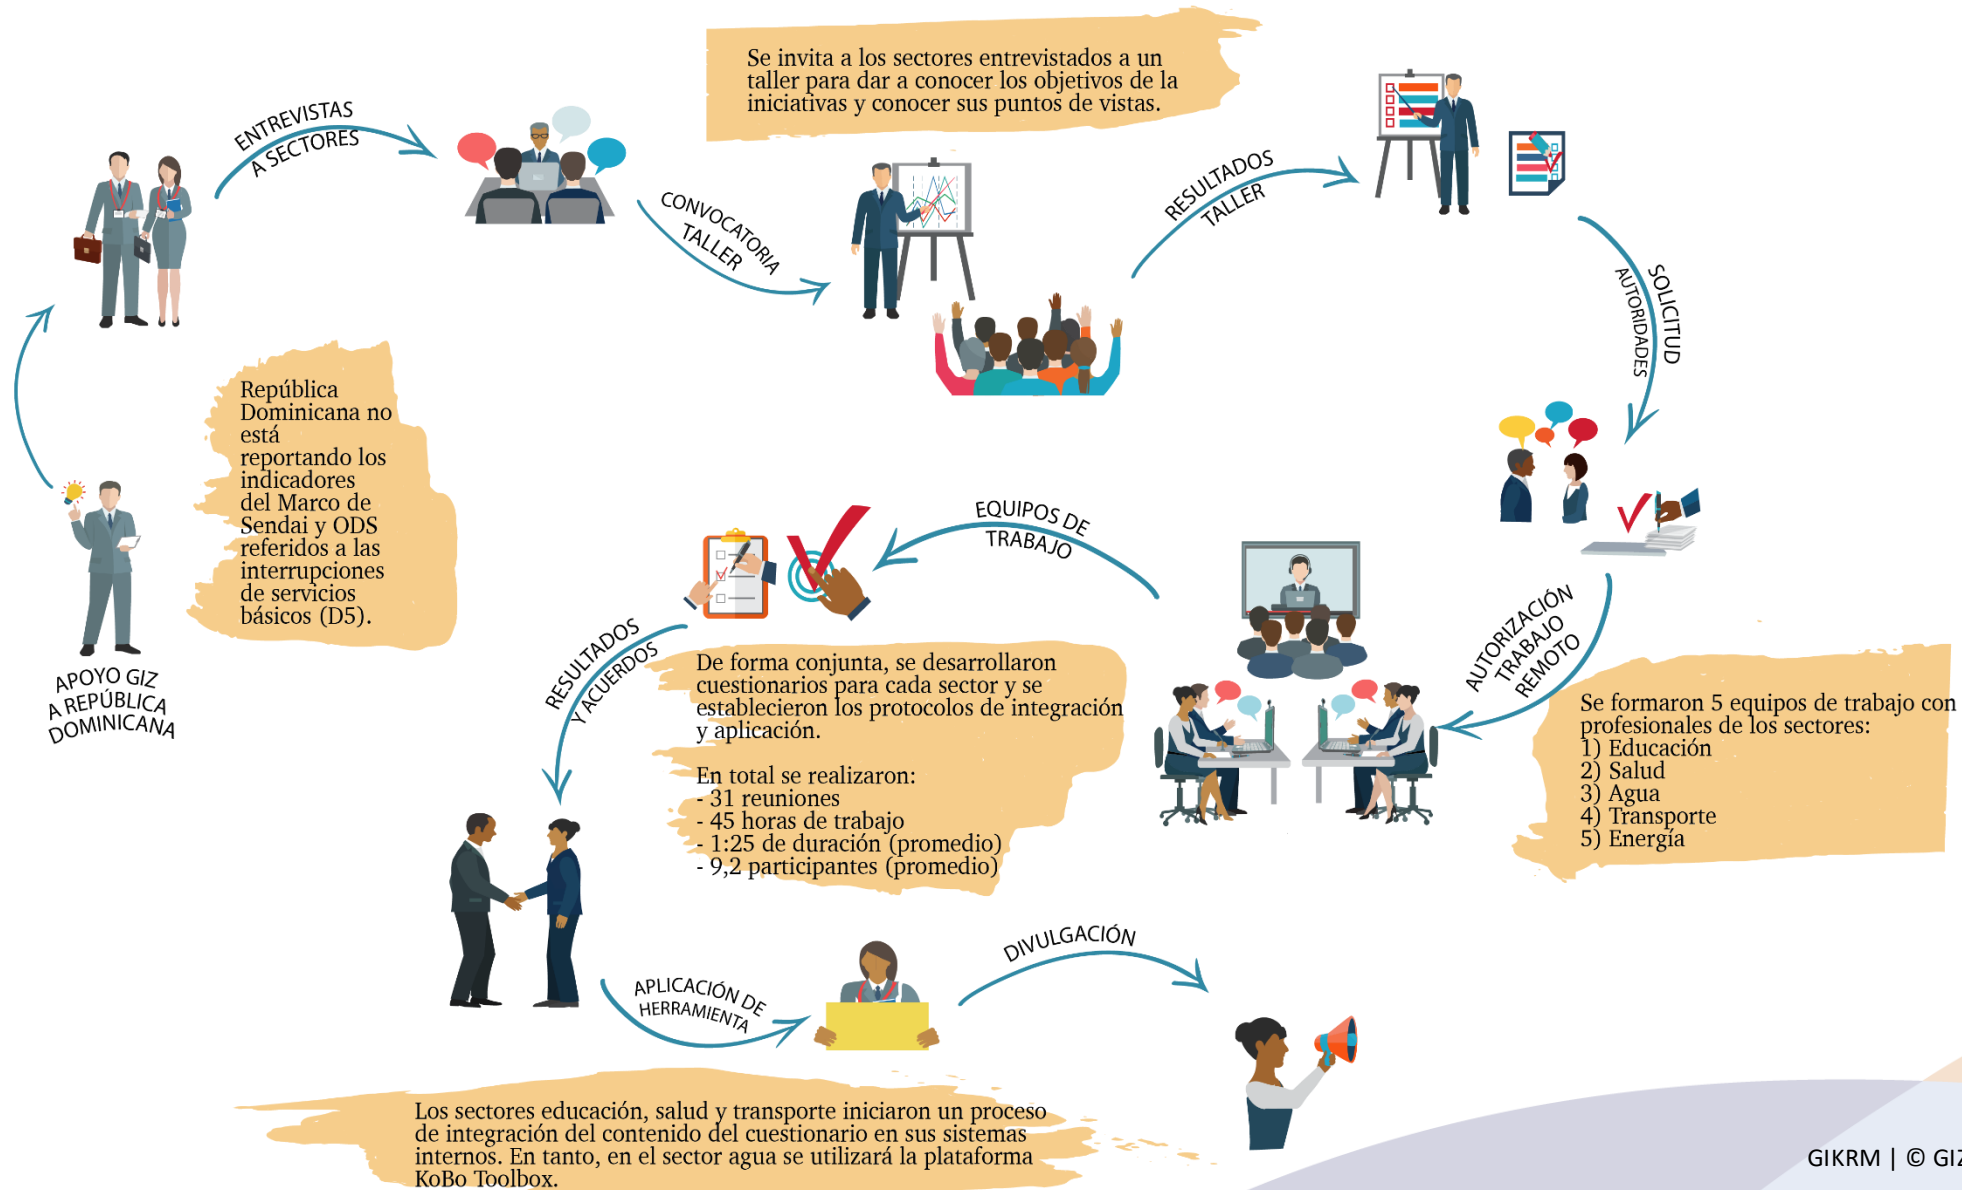 Se invita a los sectores entrevistados a un
taller para dar a conocer los objetivos de la
iniciativas y conocer sus puntos de vistas.
ENTREVISTAS
A SECTORES
CONVOCATORIA
TALLER
RESULTADOS
TALLER
SOLICITUD
AUTORIDADES
República
Dominicana no
está
reportando los
indicadores
del Marco de
Sendai y ODS
referidos a las
interrupciones
de servicios
básicos (D5).
APOYO GIZ
A REPÚBLICA
DOMINICANA
EQUIPOS DE
TRABAJO
AUTORIZACIÓN
TRABAJO
REMOTO
Se formaron 5 equipos de trabajo con
profesionales de los sectores:
1) Educación
2) Salud
3) Agua
4) Transporte
5) Energía
RESULTADOS
Y ACUERDOS
De forma conjunta, se desarrollaron
cuestionarios para cada sector y se
establecieron los protocolos de integración
y aplicación.
En total se realizaron:
- 31 reuniones
- 45 horas de trabajo
- 1:25 de duración (promedio)
- 9,2 participantes (promedio)
APLICACIÓN DE
HERRAMIENTA
DIVULGACIÓN
Los sectores educación, salud y transporte iniciaron un proceso
de integración del contenido del cuestionario en sus sistemas
internos. En tanto, en el sector agua se utilizará la plataforma
KoBo Toolbox.
GIKRM | © GIZ